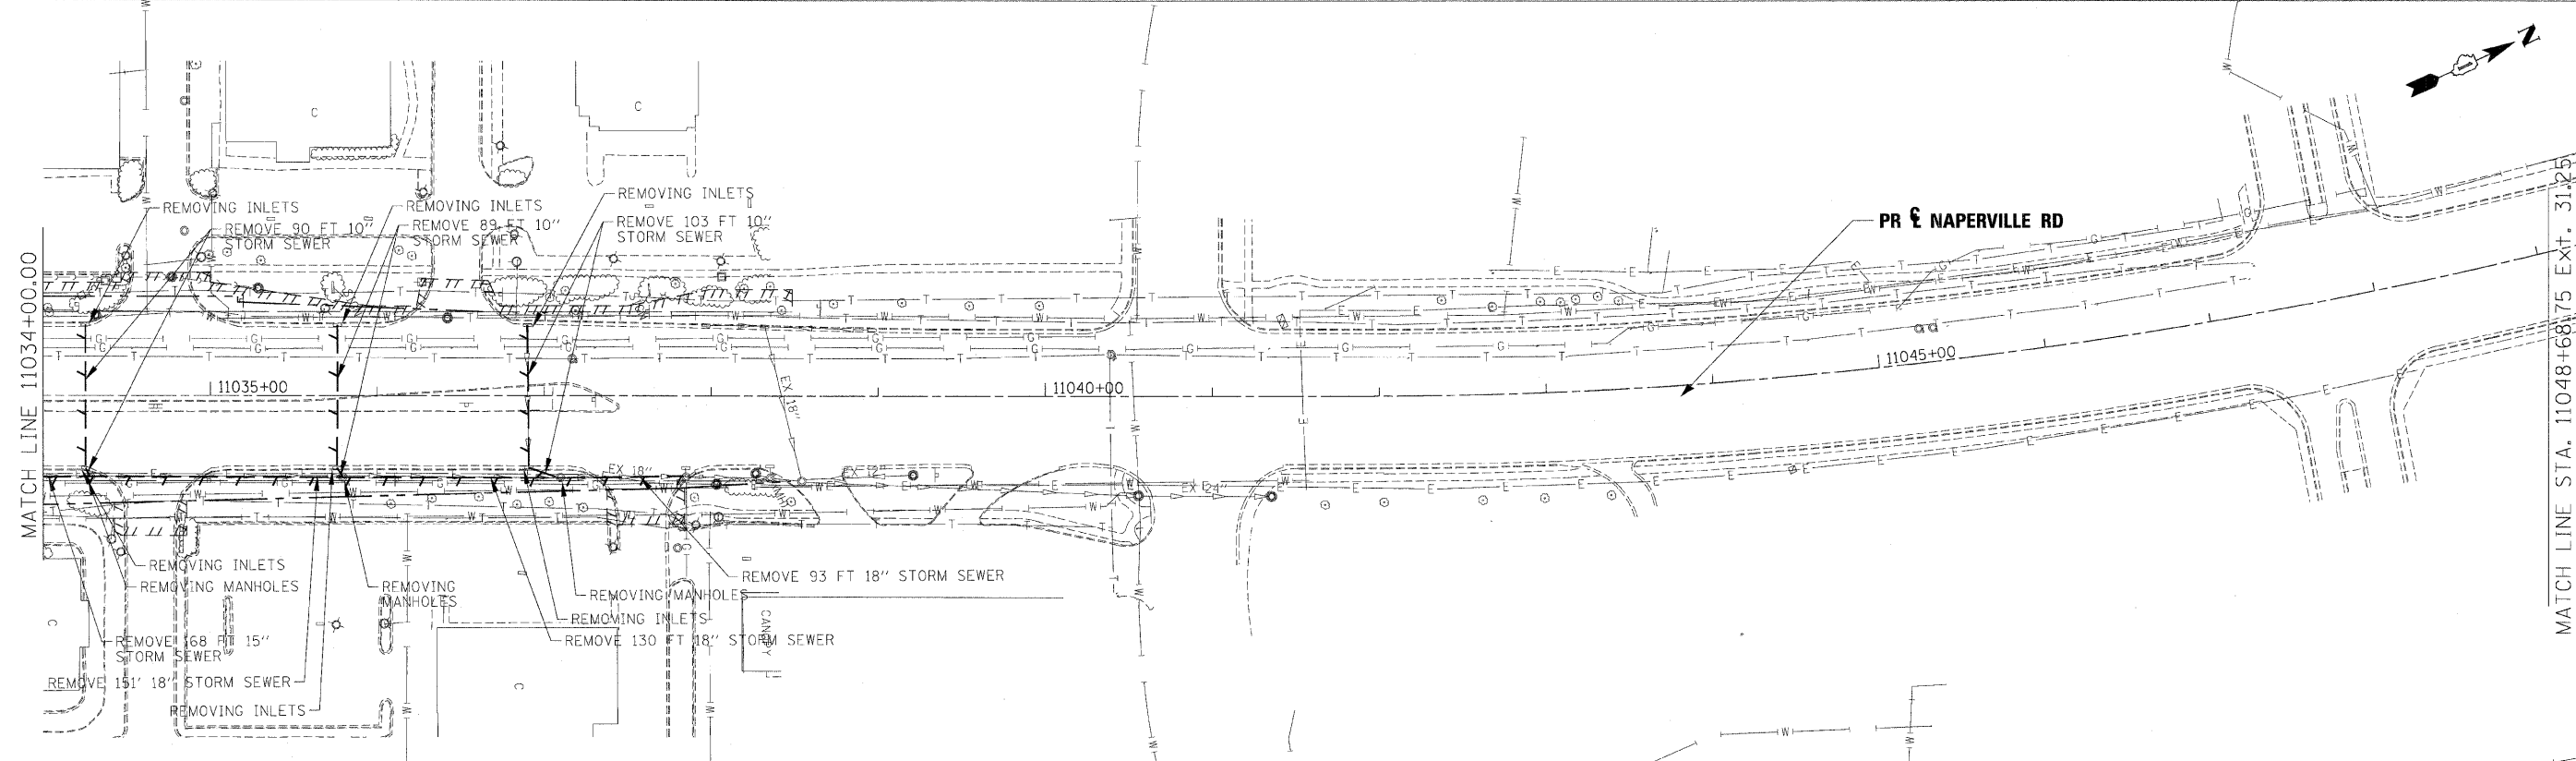 N
MATCH LINE 11034+00.00
REMOVING INLETS
REMOVE 90 FT 10"
STORM SEWER
REMOVING INLETS
REMOVE 89 FT 10"
STORM SEWER
REMOVING INLETS
REMOVE 103 FT 10"
STORM SEWER
PR ℄ NAPERVILLE RD
11035+00
11040+00
11045+00
EX 18"
EX 18"
EX 12"
EX 24"
REMOVING INLETS
REMOVING MANHOLES
REMOVING
MANHOLES
REMOVE 93 FT 18" STORM SEWER
REMOVING MANHOLES
REMOVING INLETS
REMOVE 130 FT 18" STORM SEWER
REMOVE 68 FT 15"
STORM SEWER
REMOVE 151' 18" STORM SEWER
REMOVING INLETS
CANOPY
C
C
C
C
MATCH LINE STA. 11048+68.75 Ext. 31.25